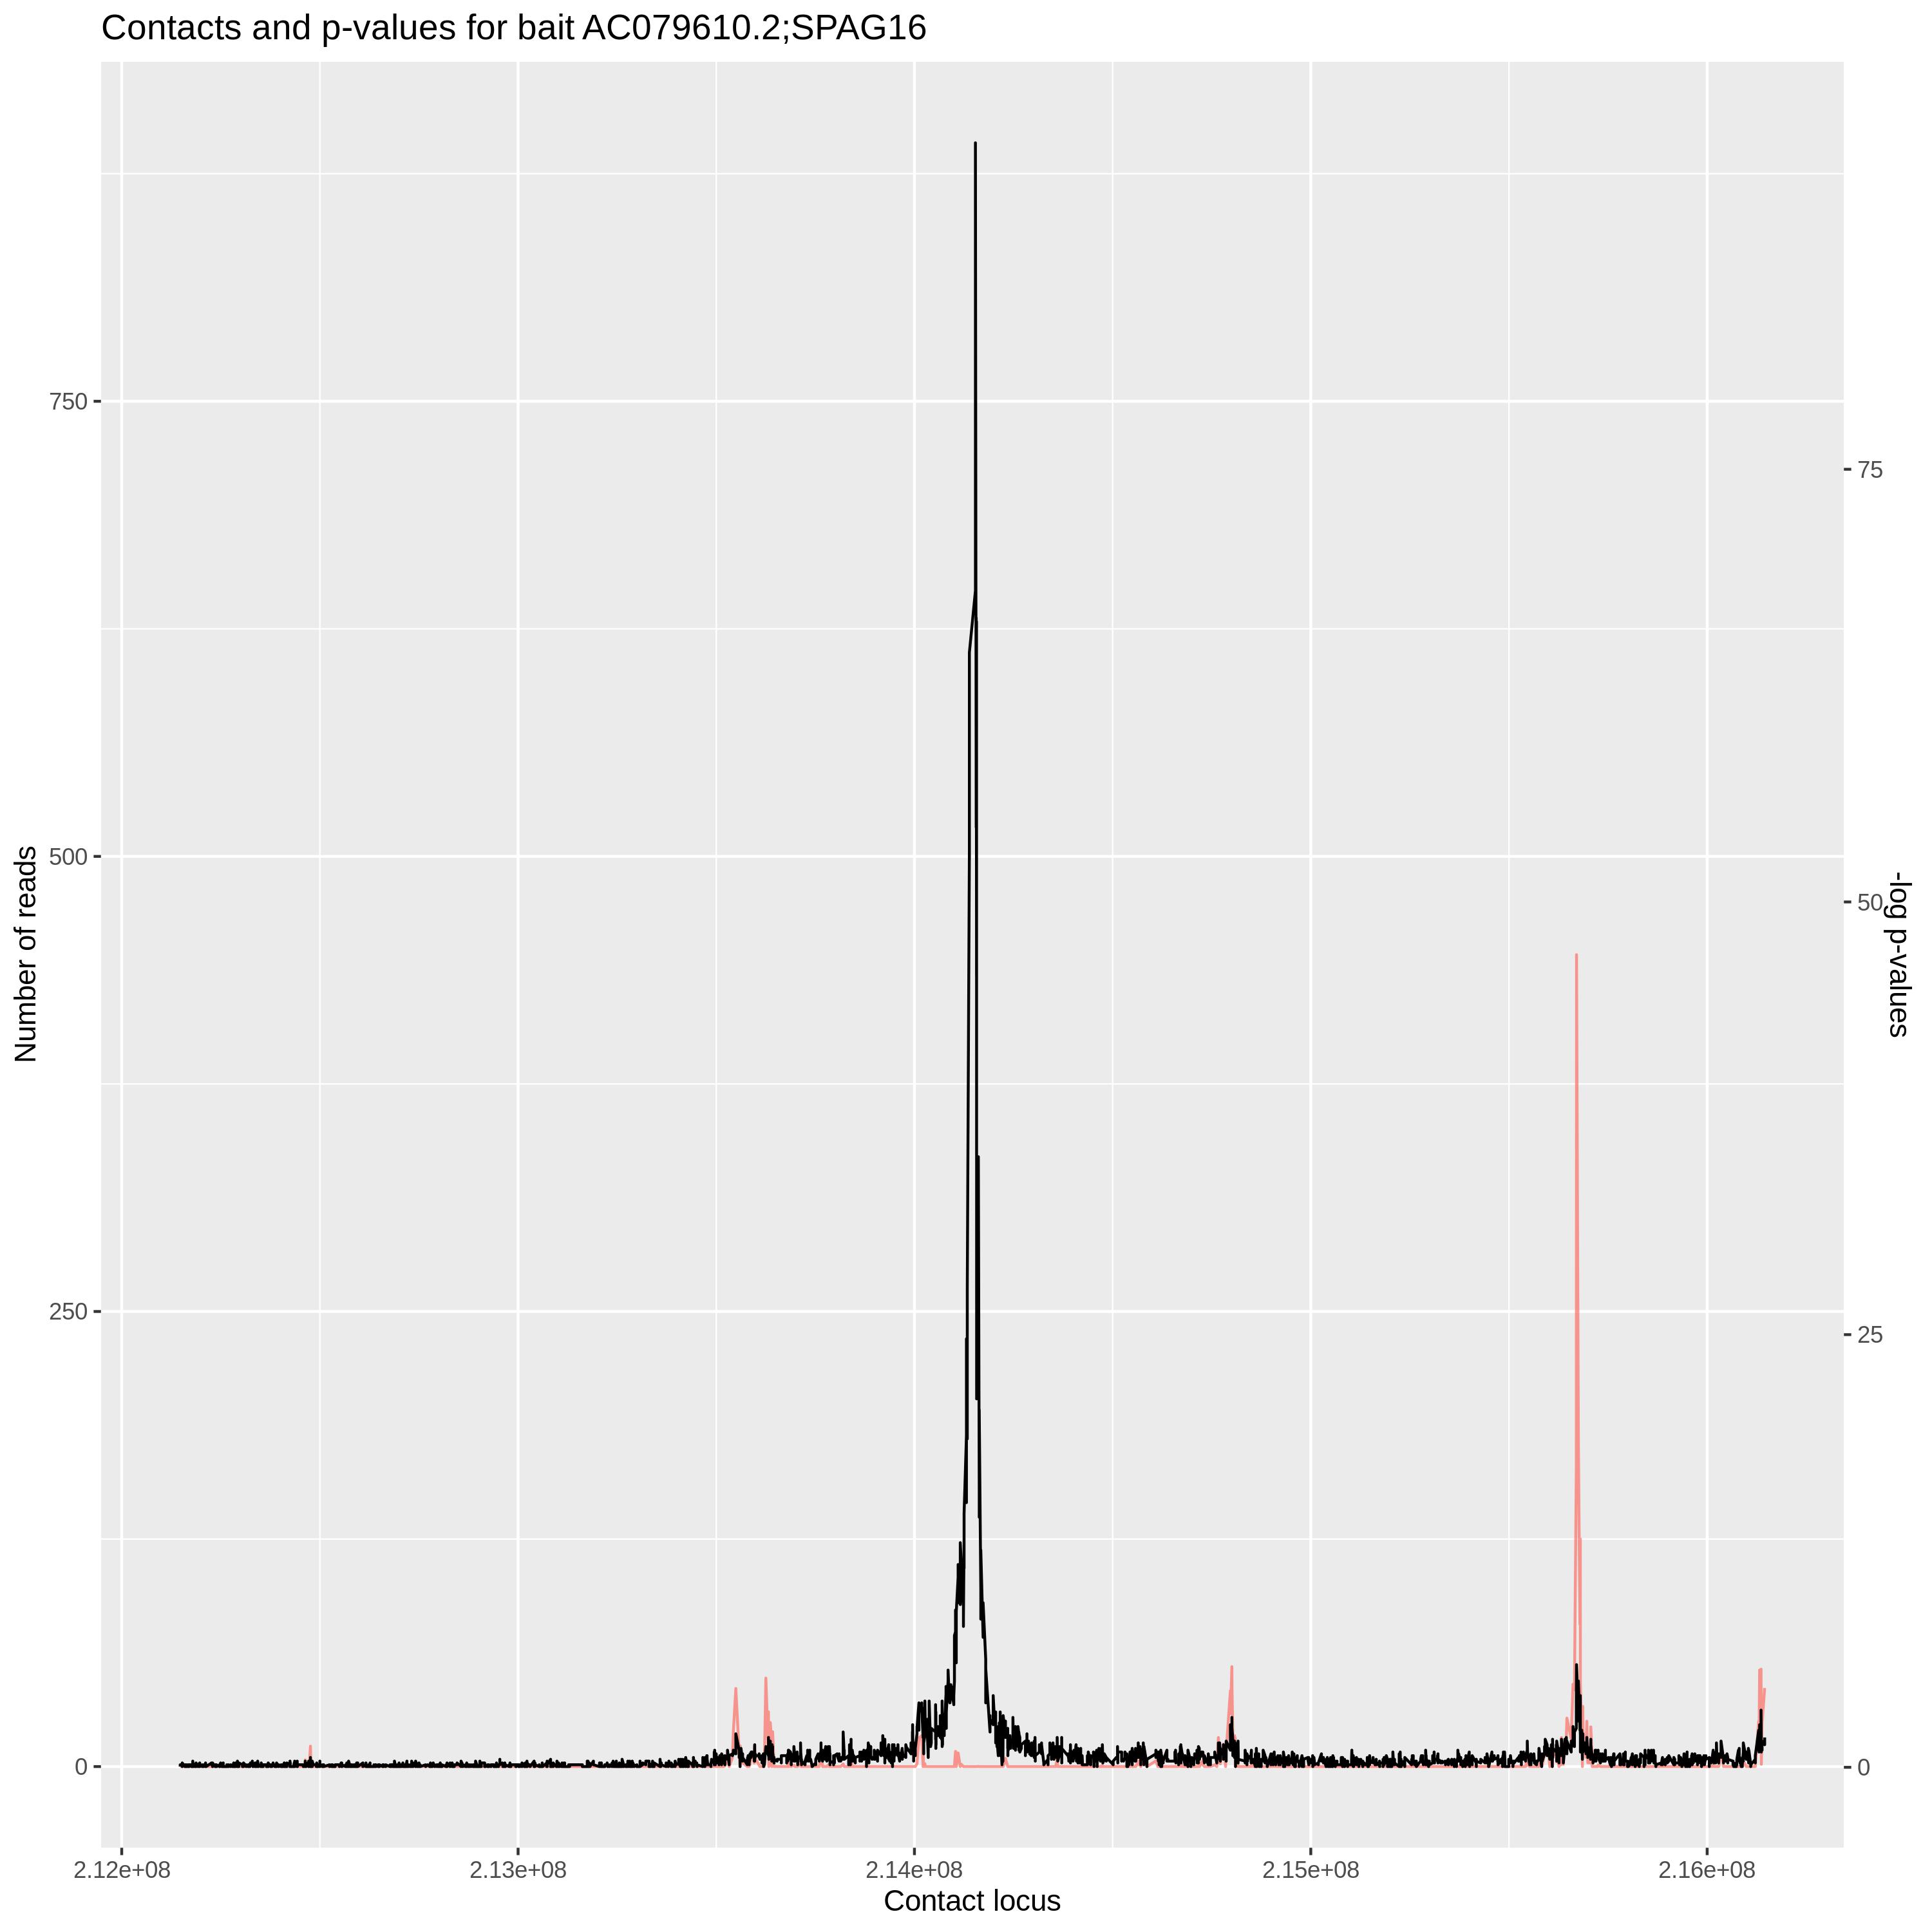 Contacts and p-values for bait AC079610.2;SPAG16
Number of reads
750
500
250
0
75
50
25
0
-log p-values
2.12e+08
2.13e+08
2.14e+08
2.15e+08
2.16e+08
Contact locus